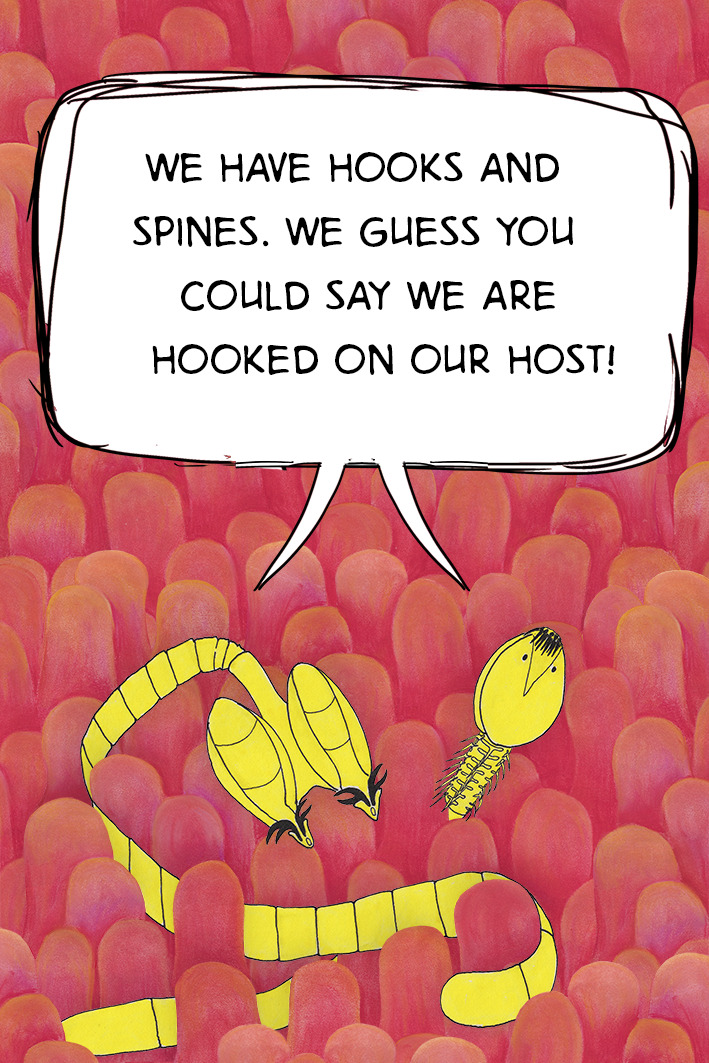 WE HAVE HOOKS AND
SPINES. WE GUESS YOU
COULD SAY WE ARE
HOOKED ON OUR HOST!